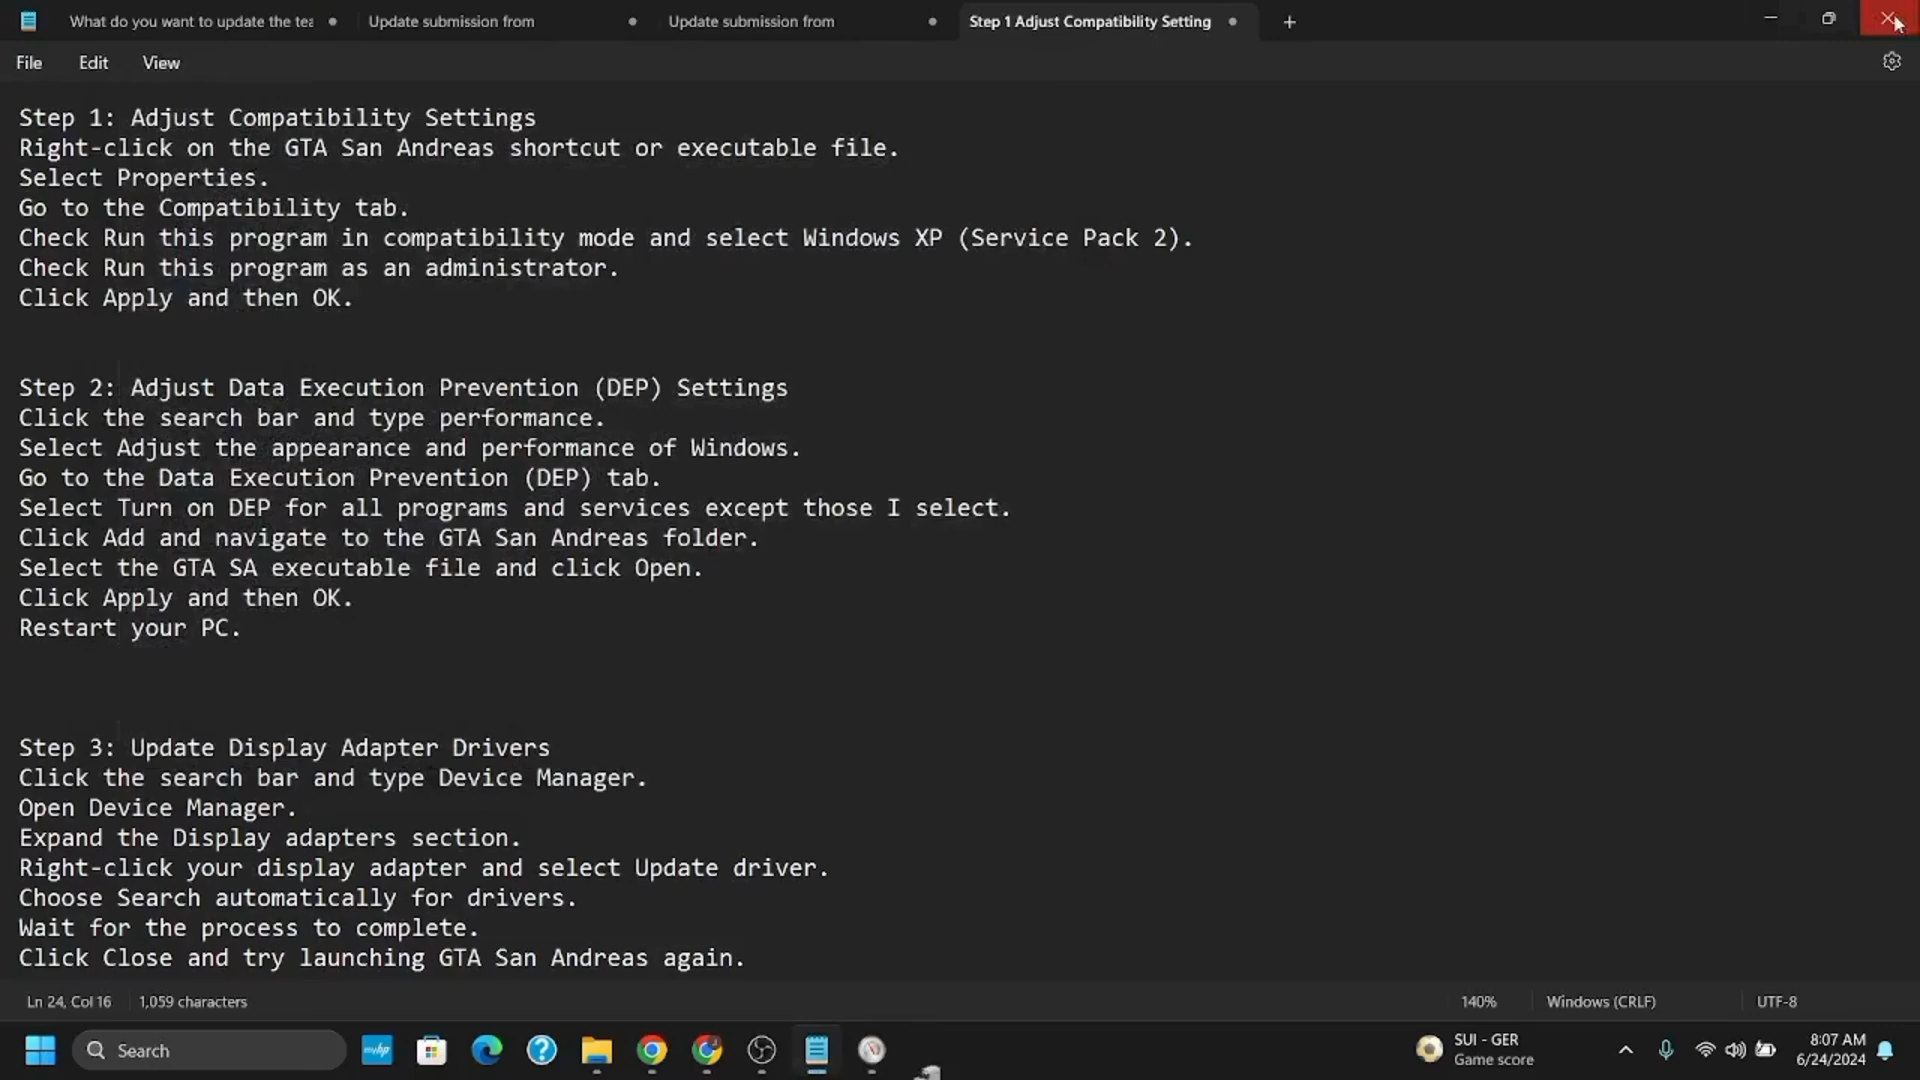 What do you want to update the tea
Update submission from
Update submission from
Step 1 Adjust Compatibility Setting
File
Edit
View
Step 1: Adjust Compatibility Settings
Right-click on the GTA San Andreas shortcut or executable file.
Select Properties.
Go to the Compatibility tab.
Check Run this program in compatibility mode and select Windows XP (Service Pack 2).
Check Run this program as an administrator.
Click Apply and then OK.
Step 2: Adjust Data Execution Prevention (DEP) Settings
Click the search bar and type performance.
Select Adjust the appearance and performance of Windows.
Go to the Data Execution Prevention (DEP) tab.
Select Turn on DEP for all programs and services except those I select.
Click Add and navigate to the GTA San Andreas folder.
Select the GTA SA executable file and click Open.
Click Apply and then OK.
Restart your PC.
Step 3: Update Display Adapter Drivers
Click the search bar and type Device Manager.
Open Device Manager.
Expand the Display adapters section.
Right-click your display adapter and select Update driver.
Choose Search automatically for drivers.
Wait for the process to complete.
Click Close and try launching GTA San Andreas again.
Ln 24, Col 16
1,059 characters
140%
Windows (CRLF)
UTF-8
Search
myhp
SUI - GER
Game score
8:07 AM
6/24/2024